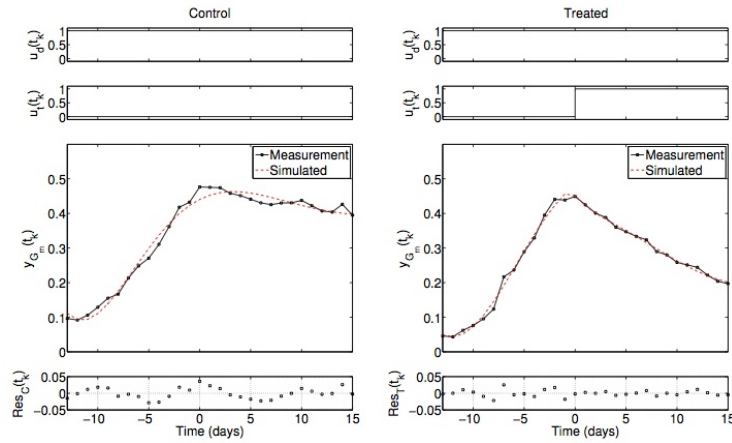 Control
Treated
u_d(t_k)
1
0.5
0
u_d(t_k)
1
0.5
0
u_t(t_k)
1
0.5
0
u_t(t_k)
1
0.5
0
y_{G_m}(t_k)
0.5
0.4
0.3
0.2
0.1
0
Measurement
Simulated
y_{G_m}(t_k)
0.5
0.4
0.3
0.2
0.1
0
Measurement
Simulated
Res_C(t_k)
0.05
0
−0.05
−10 −5 0 5 10 15
Time (days)
Res_T(t_k)
0.05
0
−0.05
−10 −5 0 5 10 15
Time (days)